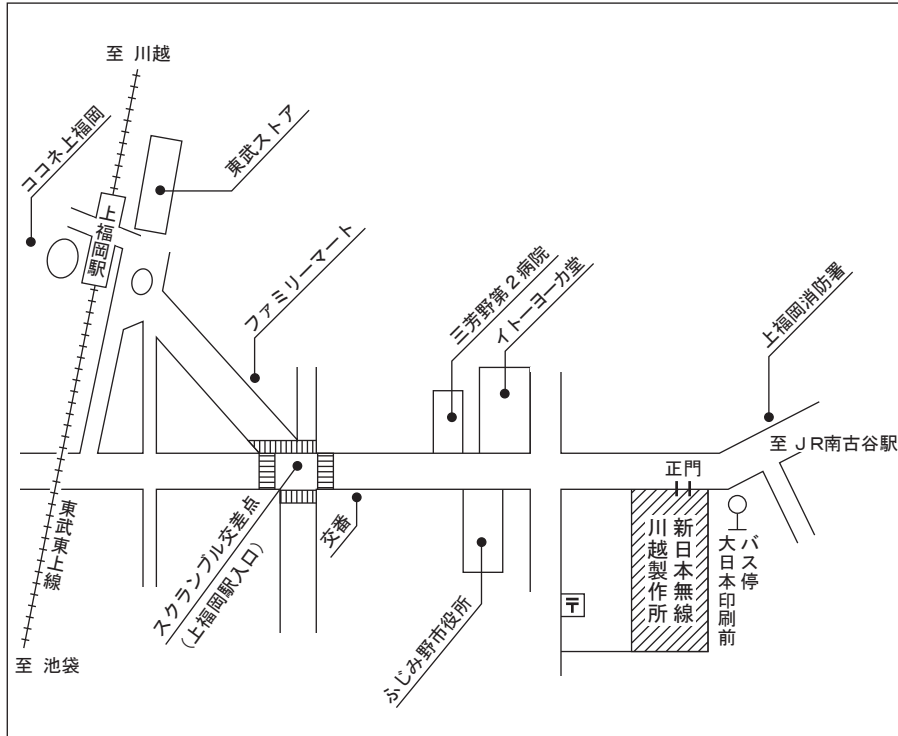 至 川越
ココネ上福岡
東武ストア
上福岡駅
ファミリーマート
三芳野第2病院
イトーヨーカ堂
上福岡消防署
至 JR南古谷駅
正門
東武東上線
スクランブル交差点
(上福岡駅入口)
交番
新日本無線
川越製作所
バス停
大日本印刷前
〒
ふじみ野市役所
至 池袋